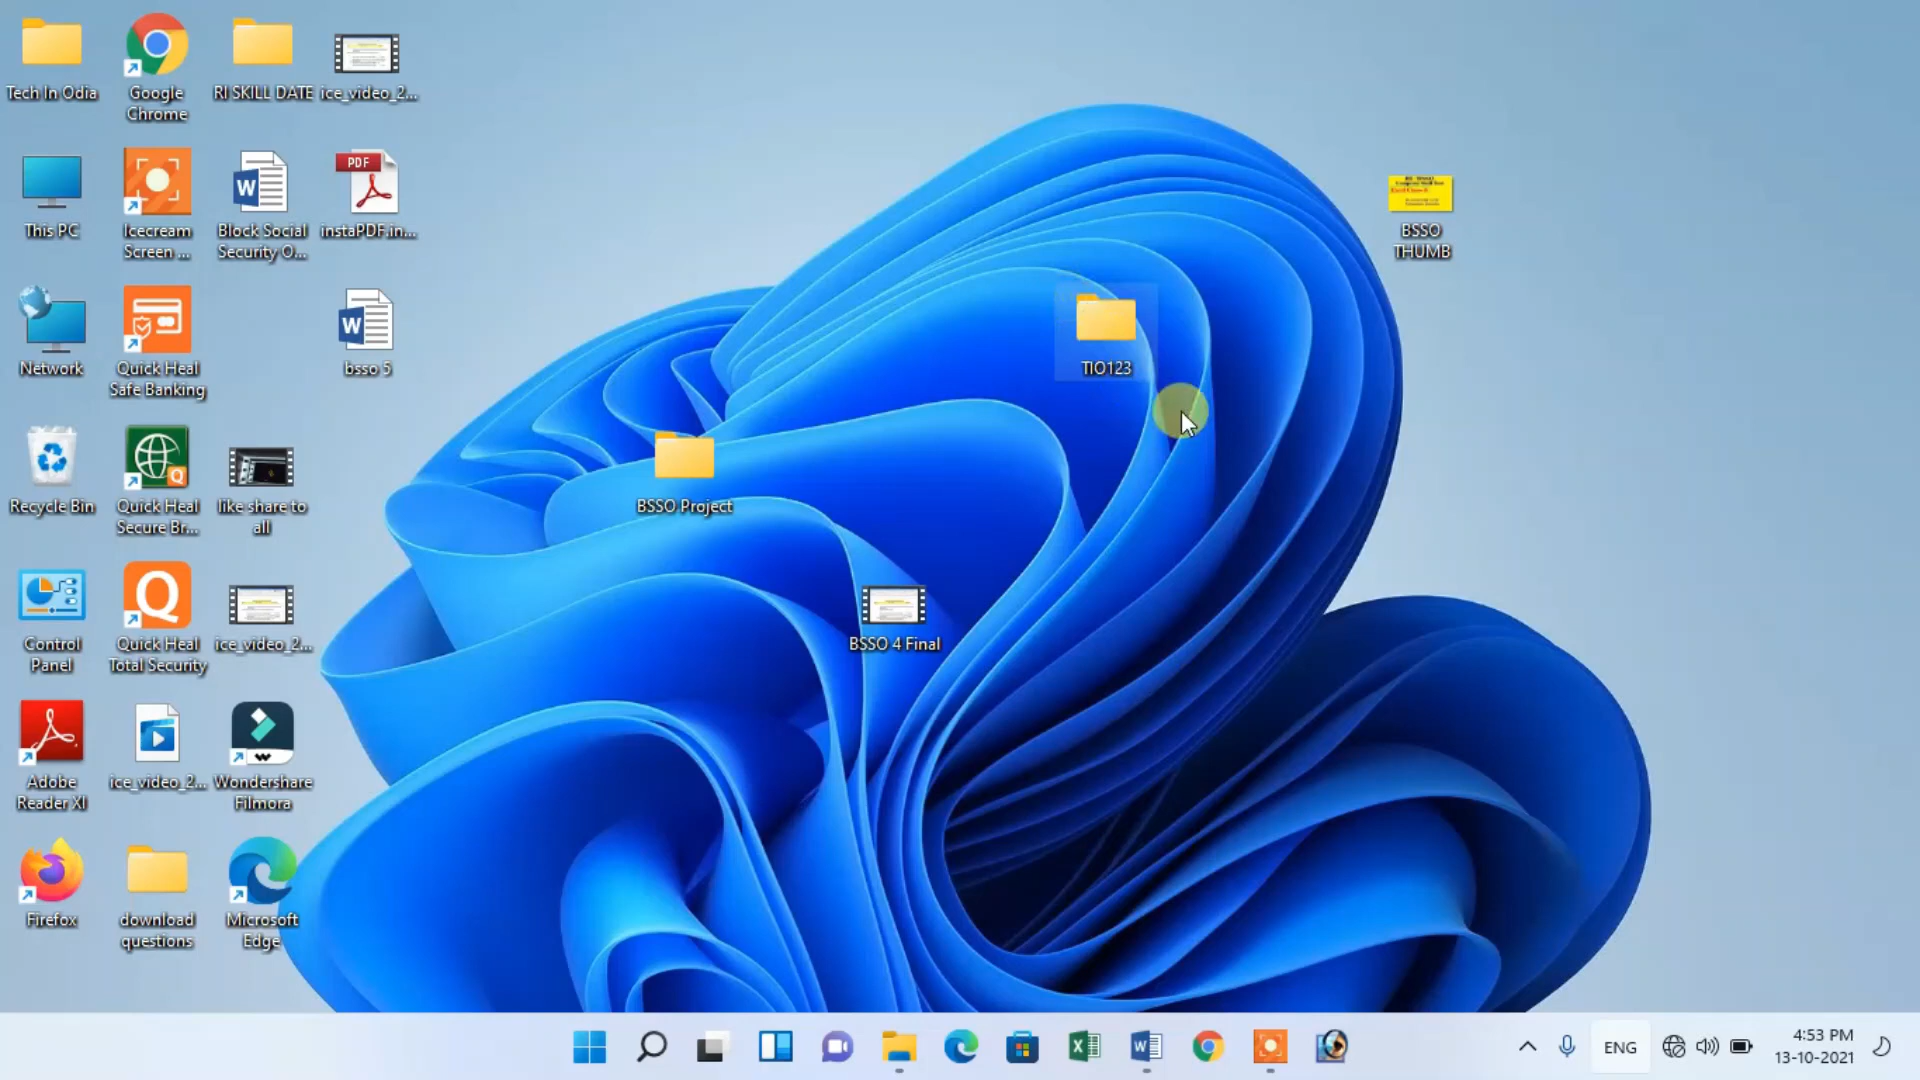 Tech In Odia
Google
Chrome
RI SKILL DATE
ice_video_2...
This PC
Icecream
Screen ...
Block Social
Security O...
PDF
instaPDF.in...
W
Network
Quick Heal
Safe Banking
W
bsso 5
Recycle Bin
Quick Heal
Secure Br...
like share to
all
Control
Panel
Quick Heal
Total Security
ice_video_2...
Adobe
Reader XI
ice_video_2...
Wondershare
Filmora
Firefox
download
questions
Microsoft
Edge
BSSO Project
BSSO 4 Final
TIO123
BSSO
THUMB
ENG
4:53 PM
13-10-2021